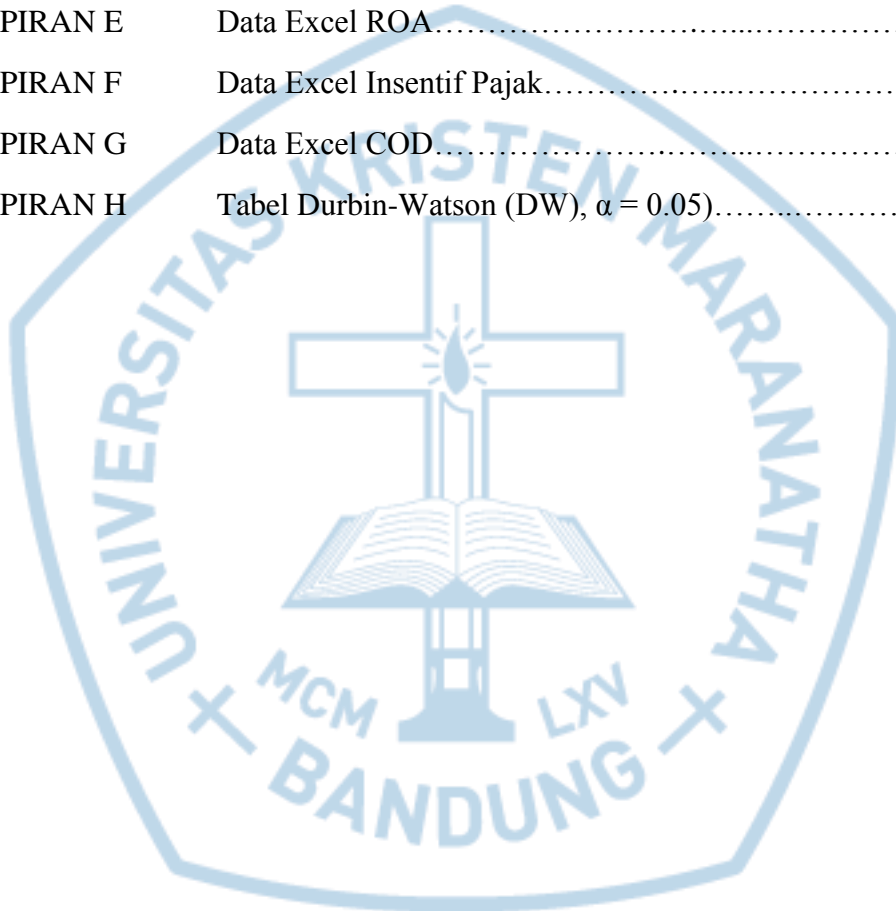 PIRAN E Data Excel ROA…………………….…...……………
PIRAN F Data Excel Insentif Pajak………….…...………………
PIRAN G Data Excel COD………………….……...……………
PIRAN H Tabel Durbin-Watson (DW), α = 0.05)……..…………
UNIVERSITAS KRISTEN MARANATHA
MCM LXV
BANDUNG